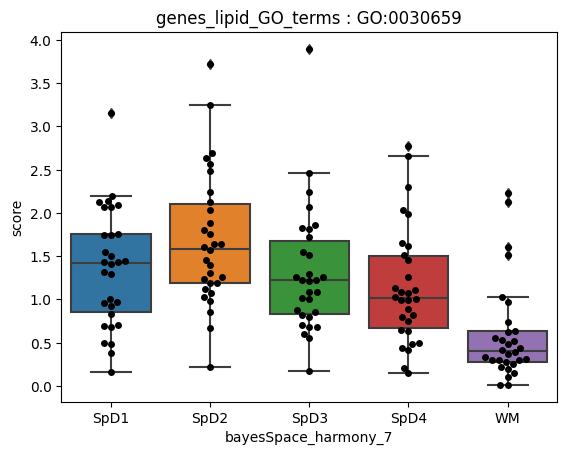 genes_lipid_GO_terms : GO:0030659
4.0
3.5
3.0
2.5
2.0
1.5
1.0
0.5
0.0
score
SpD1 SpD2 SpD3 SpD4 WM
bayesSpace_harmony_7